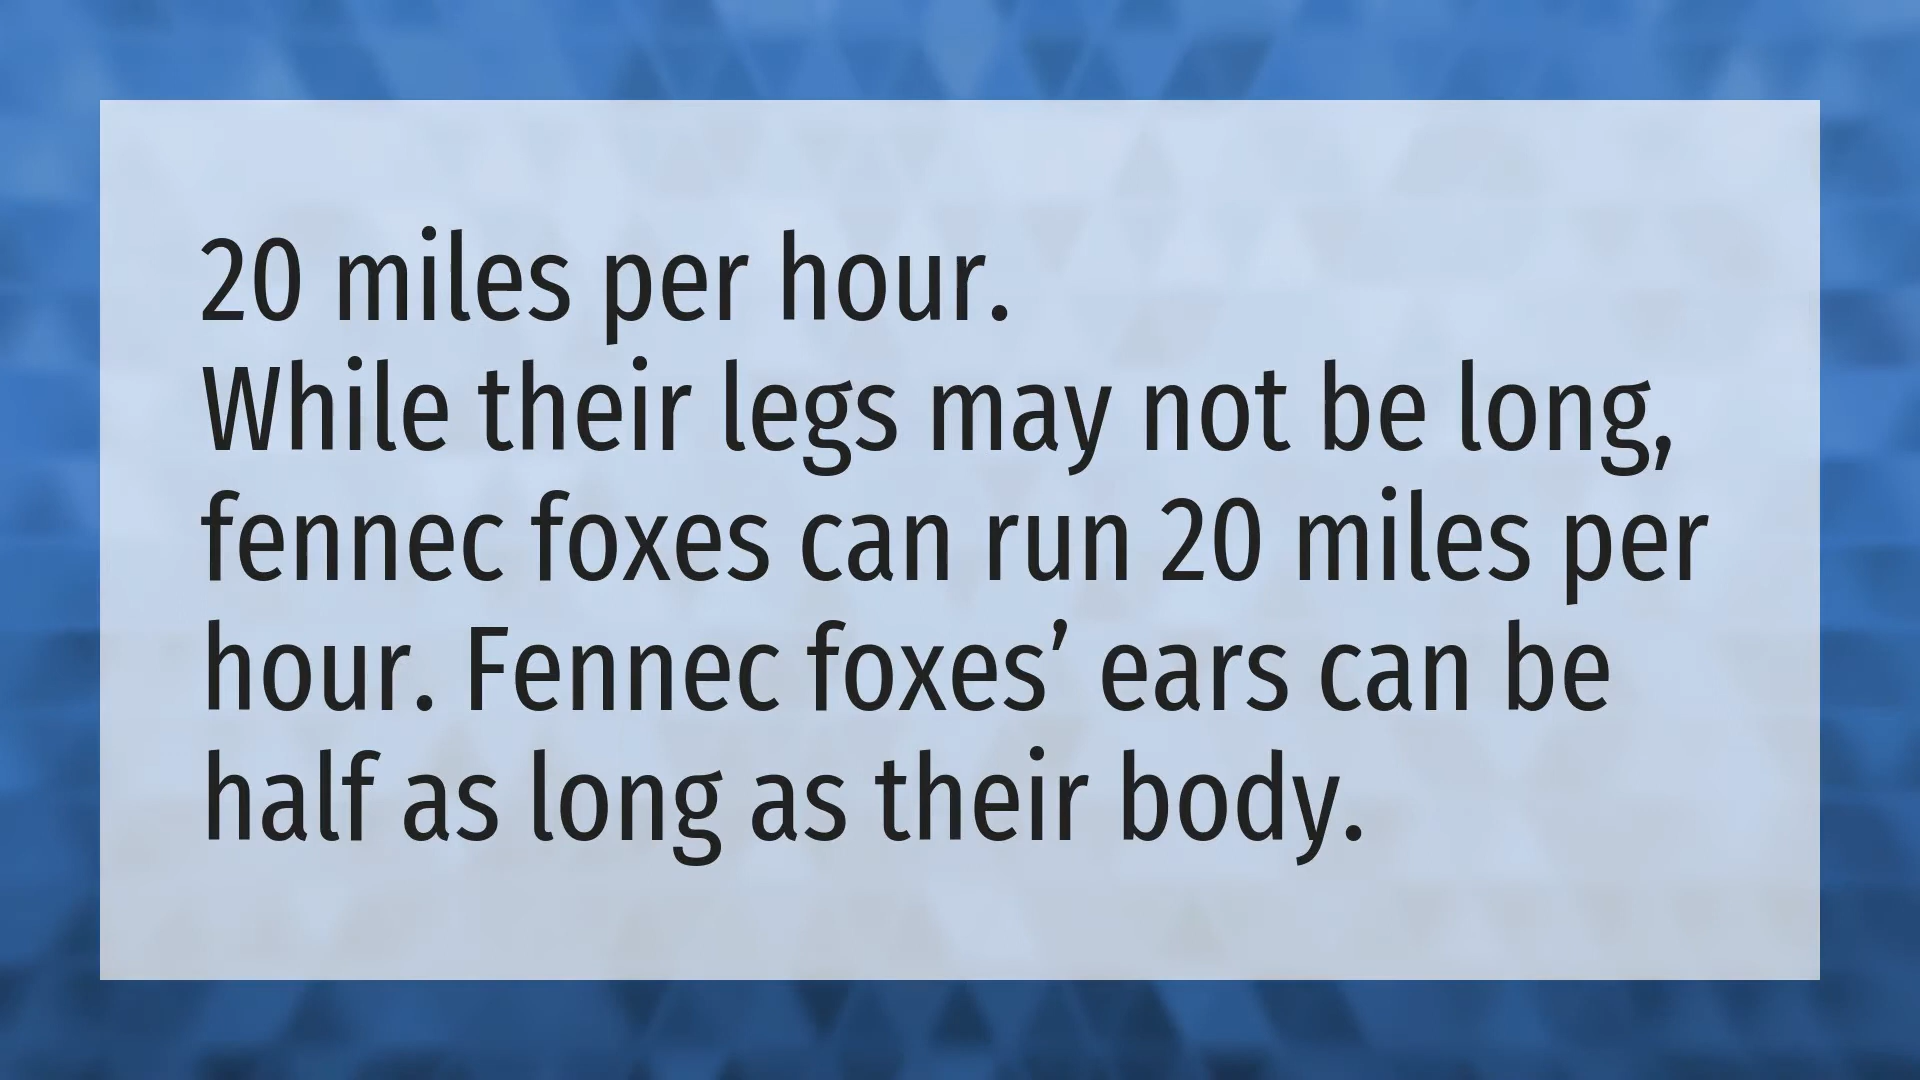 20 miles per hour.
While their legs may not be long,
fennec foxes can run 20 miles per
hour. Fennec foxes’ ears can be
half as long as their body.